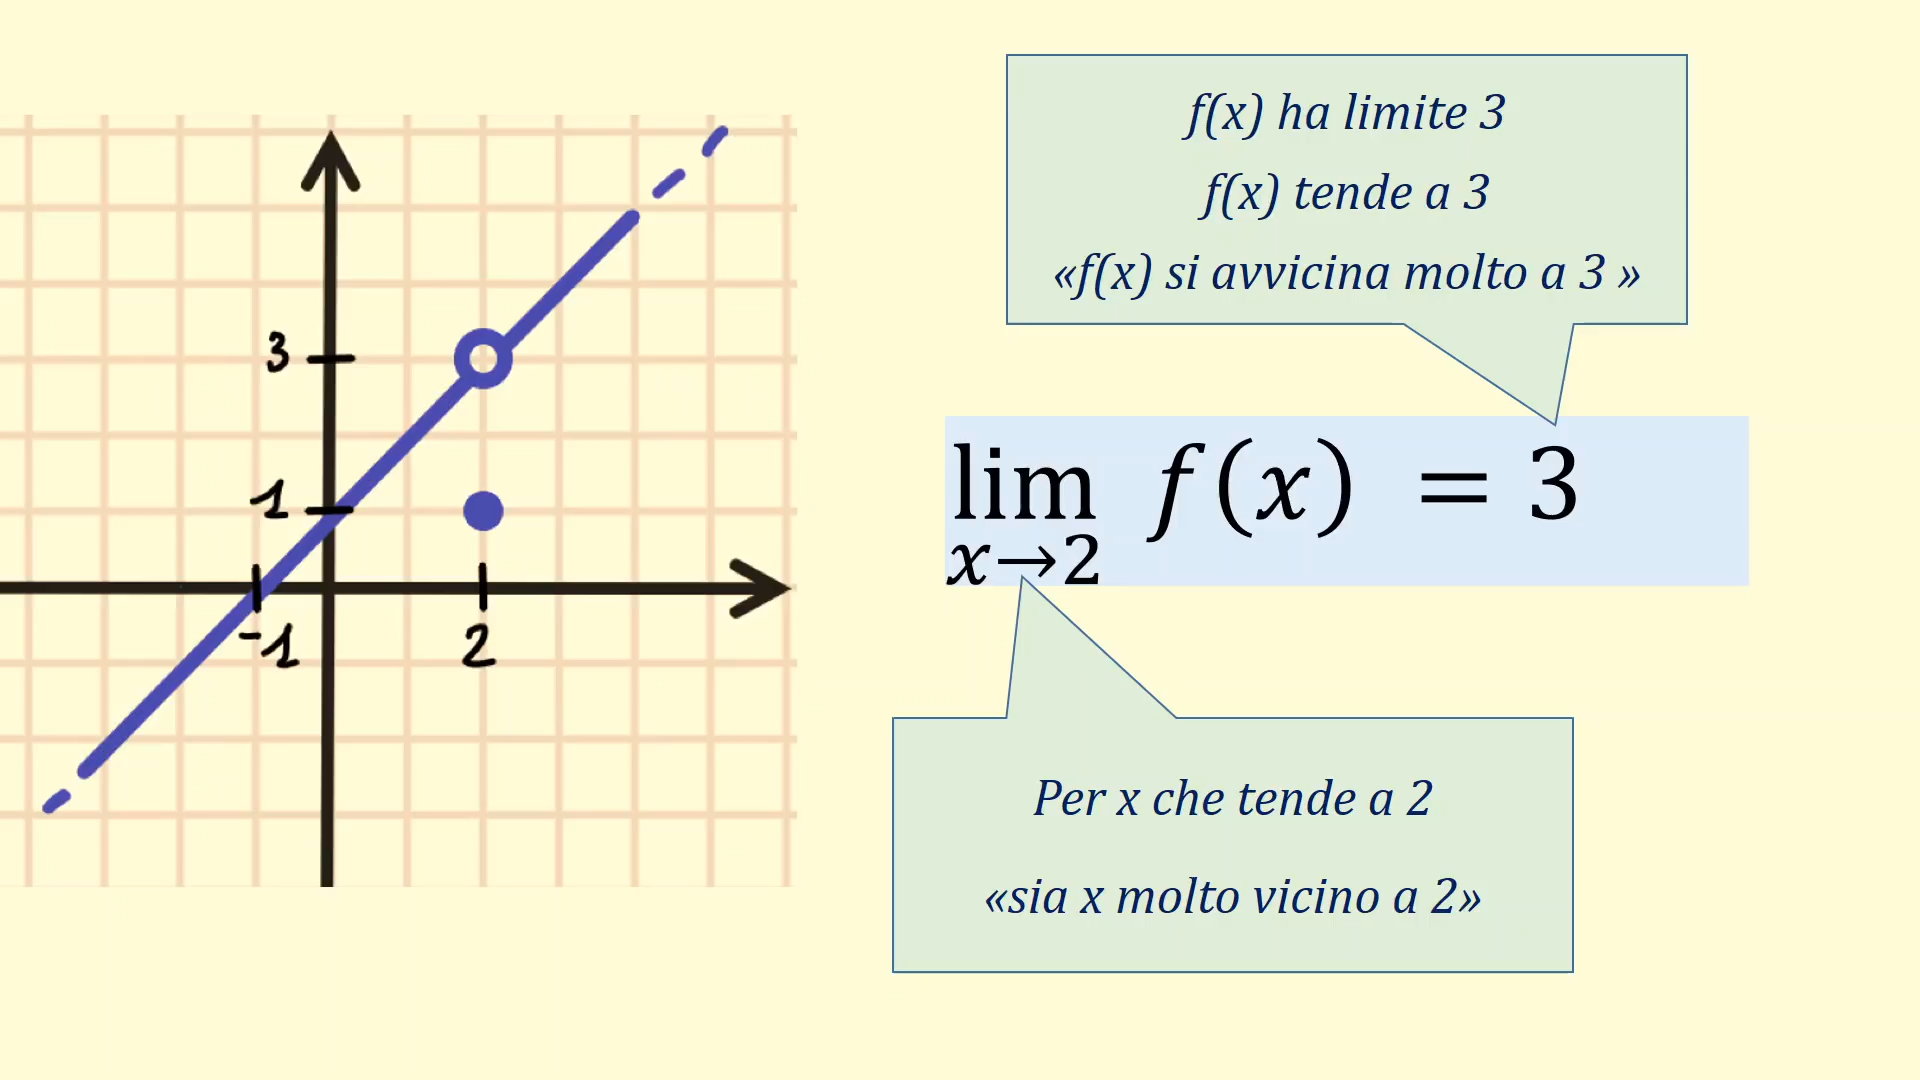 f(x) ha limite 3
f(x) tende a 3
«f(x) si avvicina molto a 3 »
3
1
-1
2
lim f(x) = 3
x→2
Per x che tende a 2
«sia x molto vicino a 2»